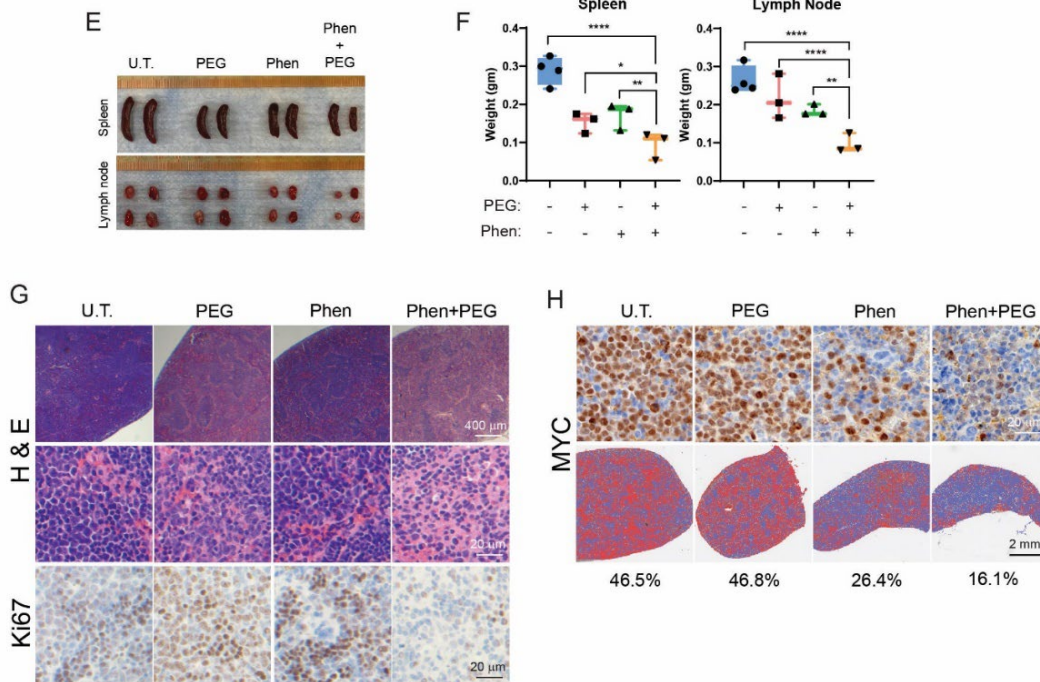 E
U.T.
PEG
Phen
Phen
+
PEG
Spleen
Lymph node
F
Spleen
Weight (gm)
0.4
0.3
0.2
0.1
0.0
****
*
**
Lymph Node
Weight (gm)
0.4
0.3
0.2
0.1
0.0
****
****
**
PEG: - + - + - + - +
Phen: - - + + - - + +
G
U.T. PEG Phen Phen+PEG
H & E
400 μm
20 μm
Ki67
20 μm
H
U.T. PEG Phen Phen+PEG
MYC
20 μm
2 mm
46.5% 46.8% 26.4% 16.1%